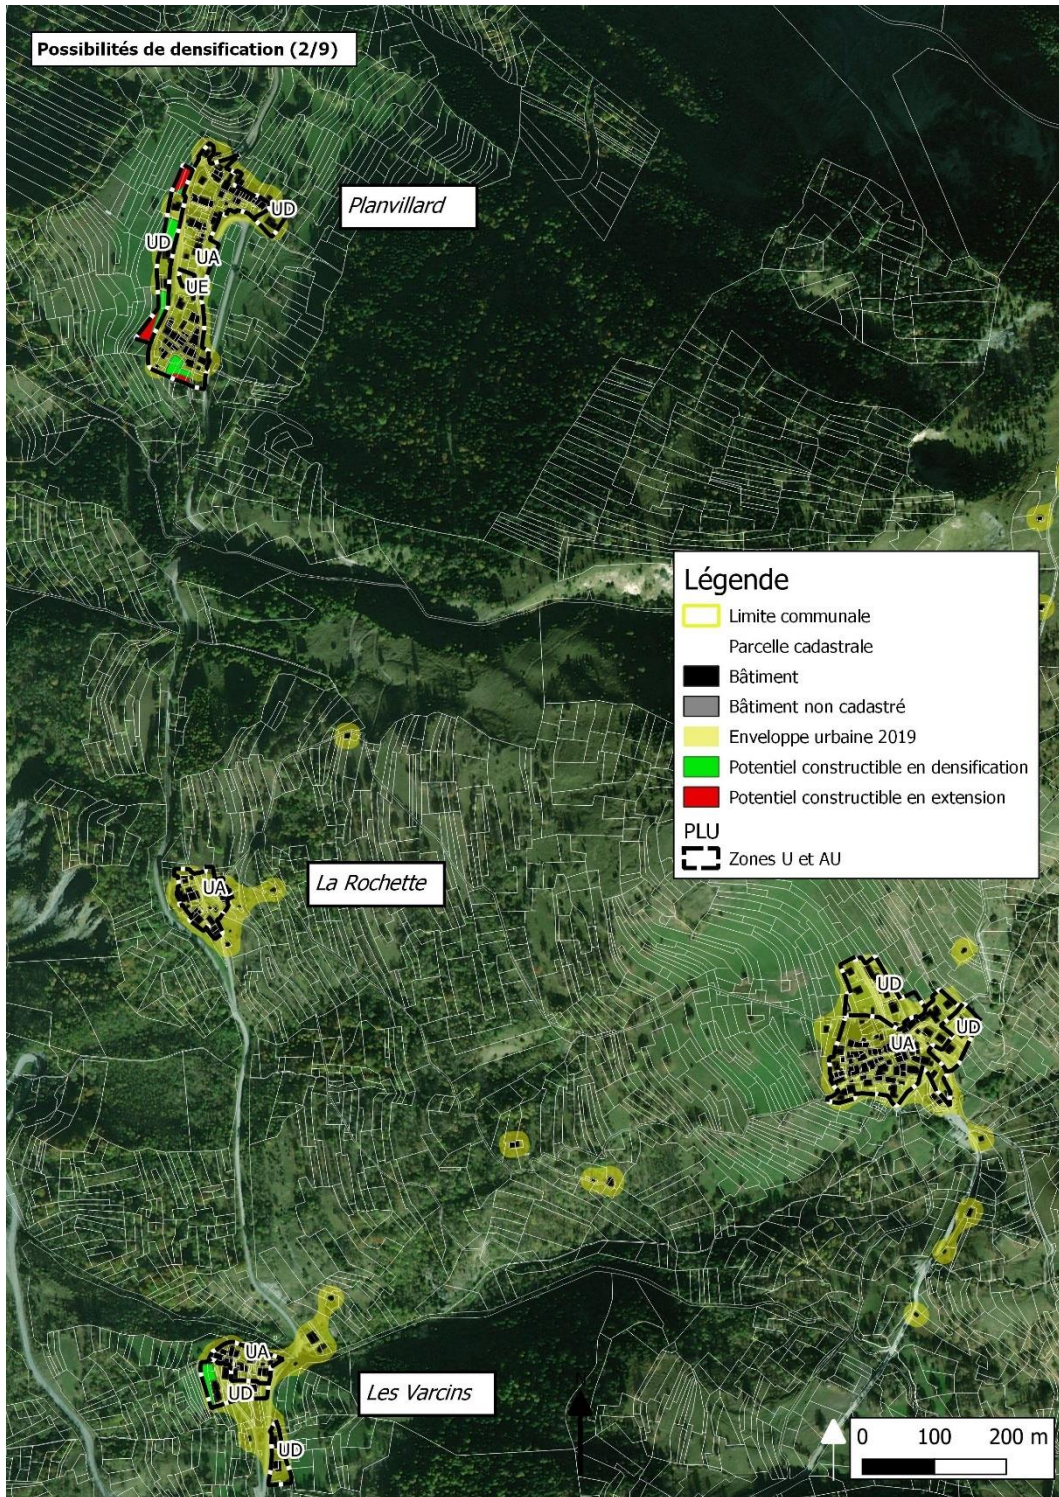 Possibilités de densification (2/9)
Planvillard
UD
UD
UA
UE
Légende
Limite communale
Parcelle cadastrale
Bâtiment
Bâtiment non cadastré
Enveloppe urbaine 2019
Potentiel constructible en densification
Potentiel constructible en extension
PLU
Zones U et AU
UA
La Rochette
UD
UD
UA
UA
UD
Les Varcins
UD
N
0 100 200 m